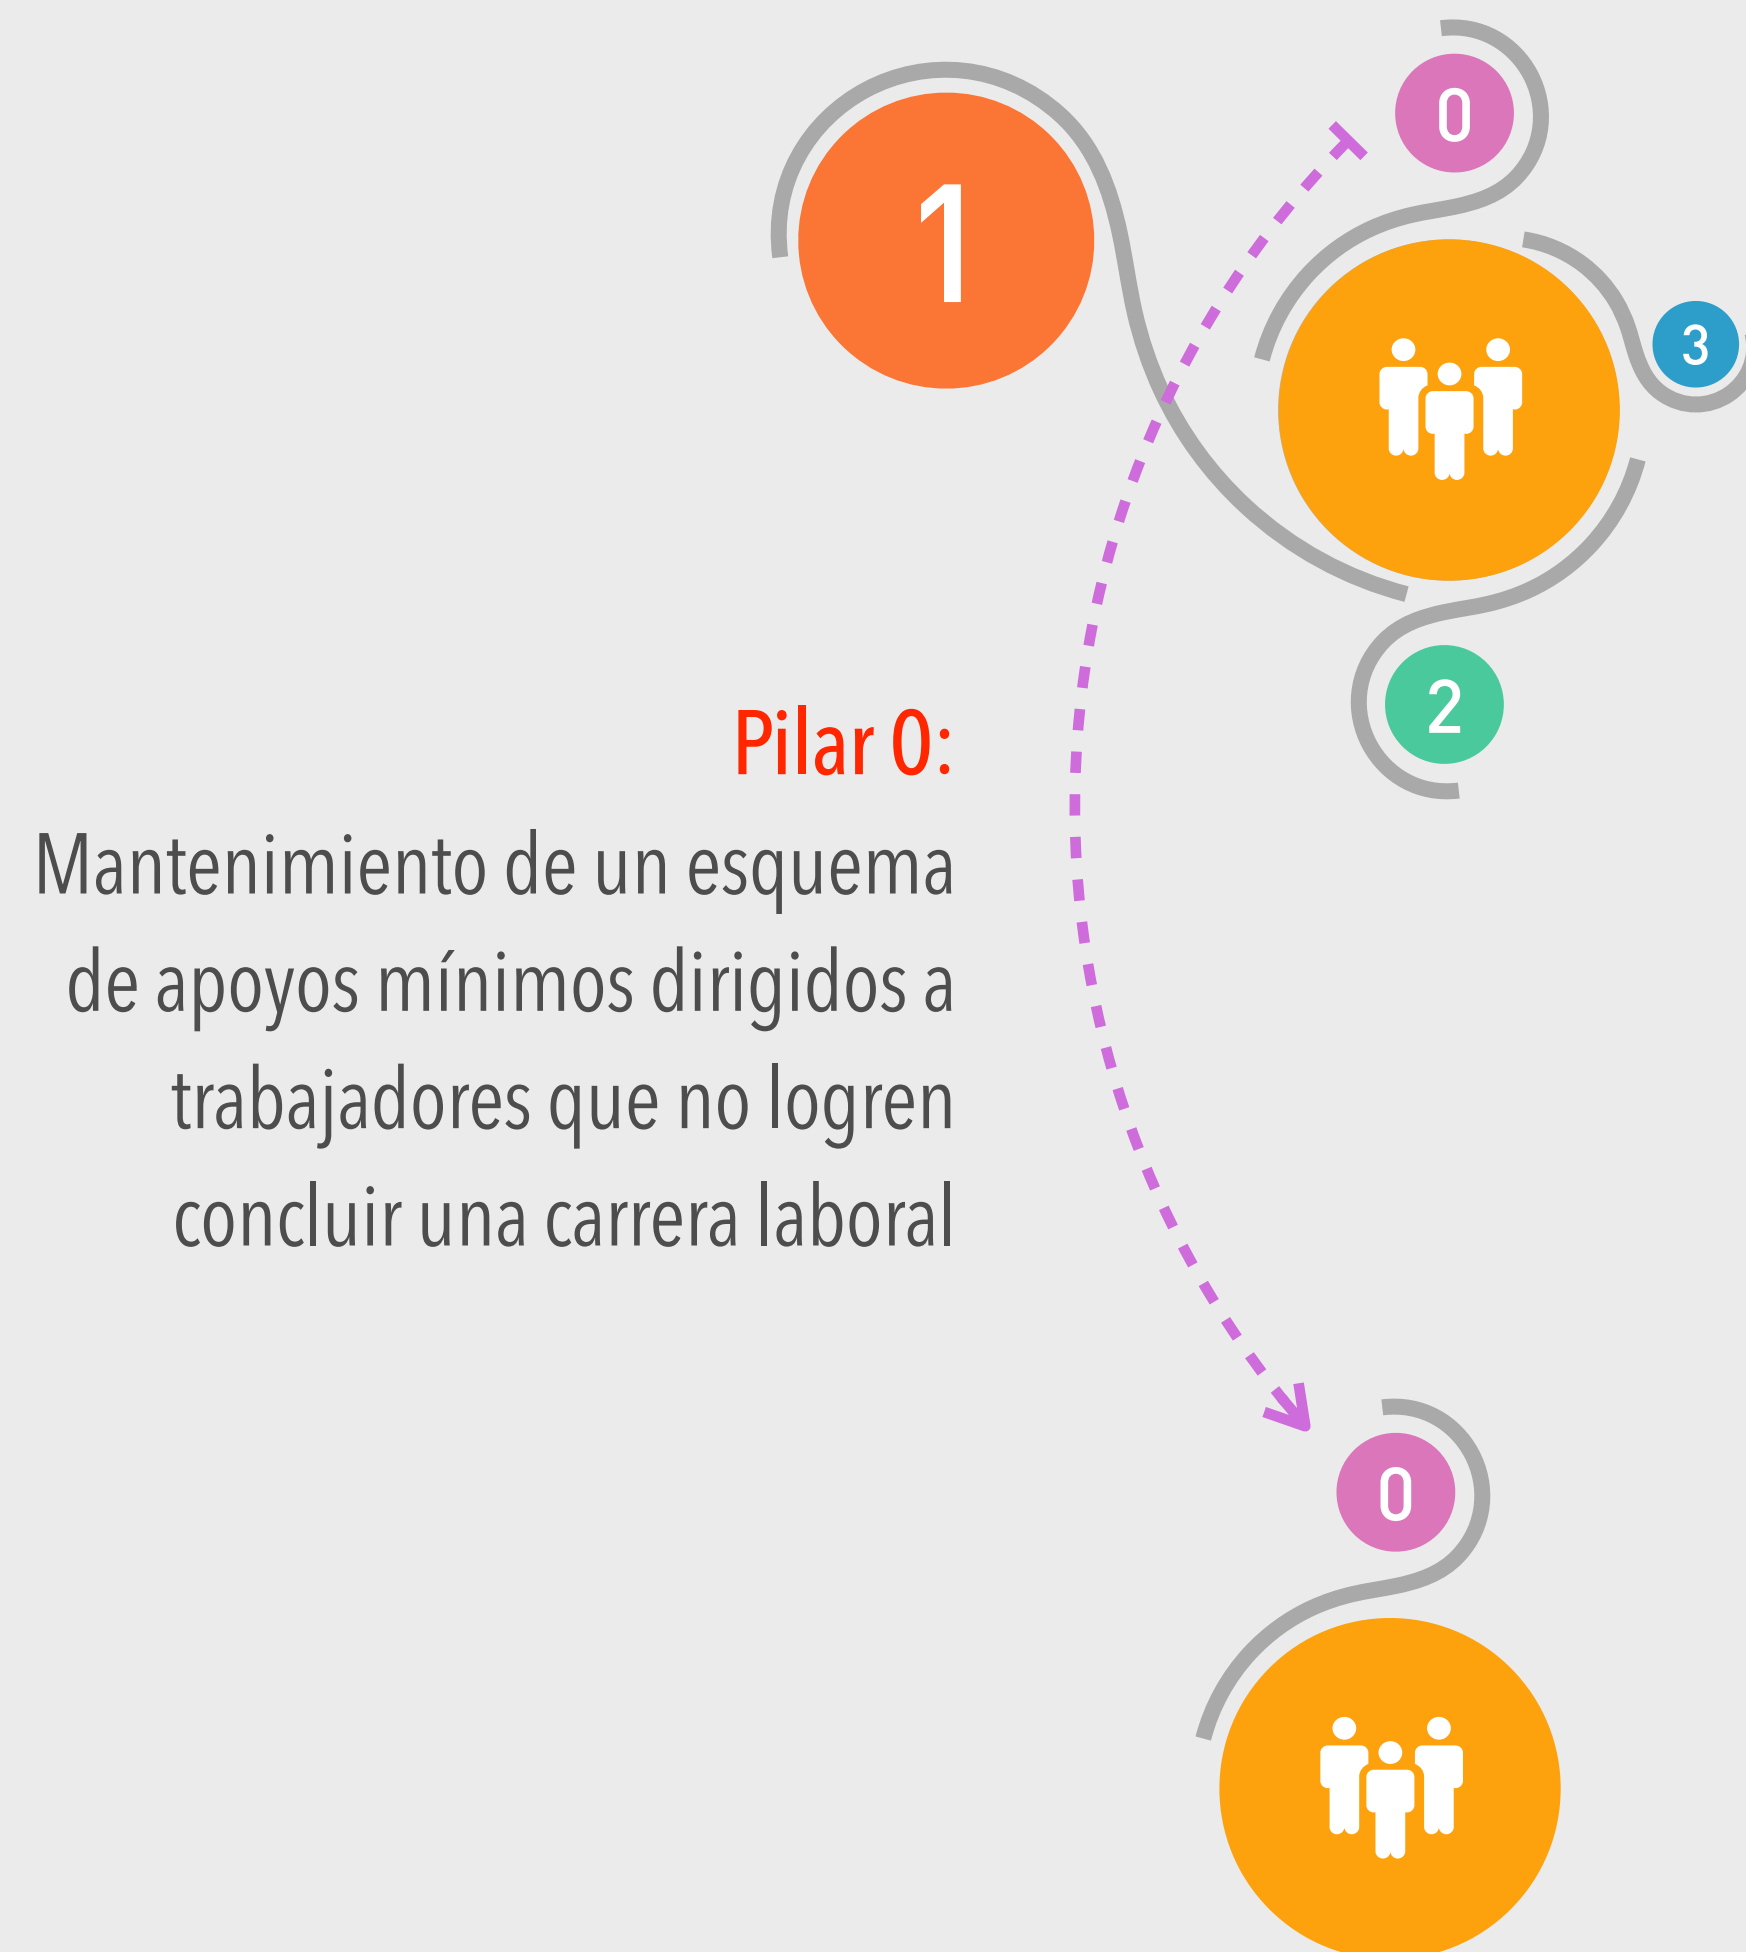 0
1
3
2
Pilar 0:
Mantenimiento de un esquema
de apoyos mínimos dirigidos a
trabajadores que no logren
concluir una carrera laboral
0